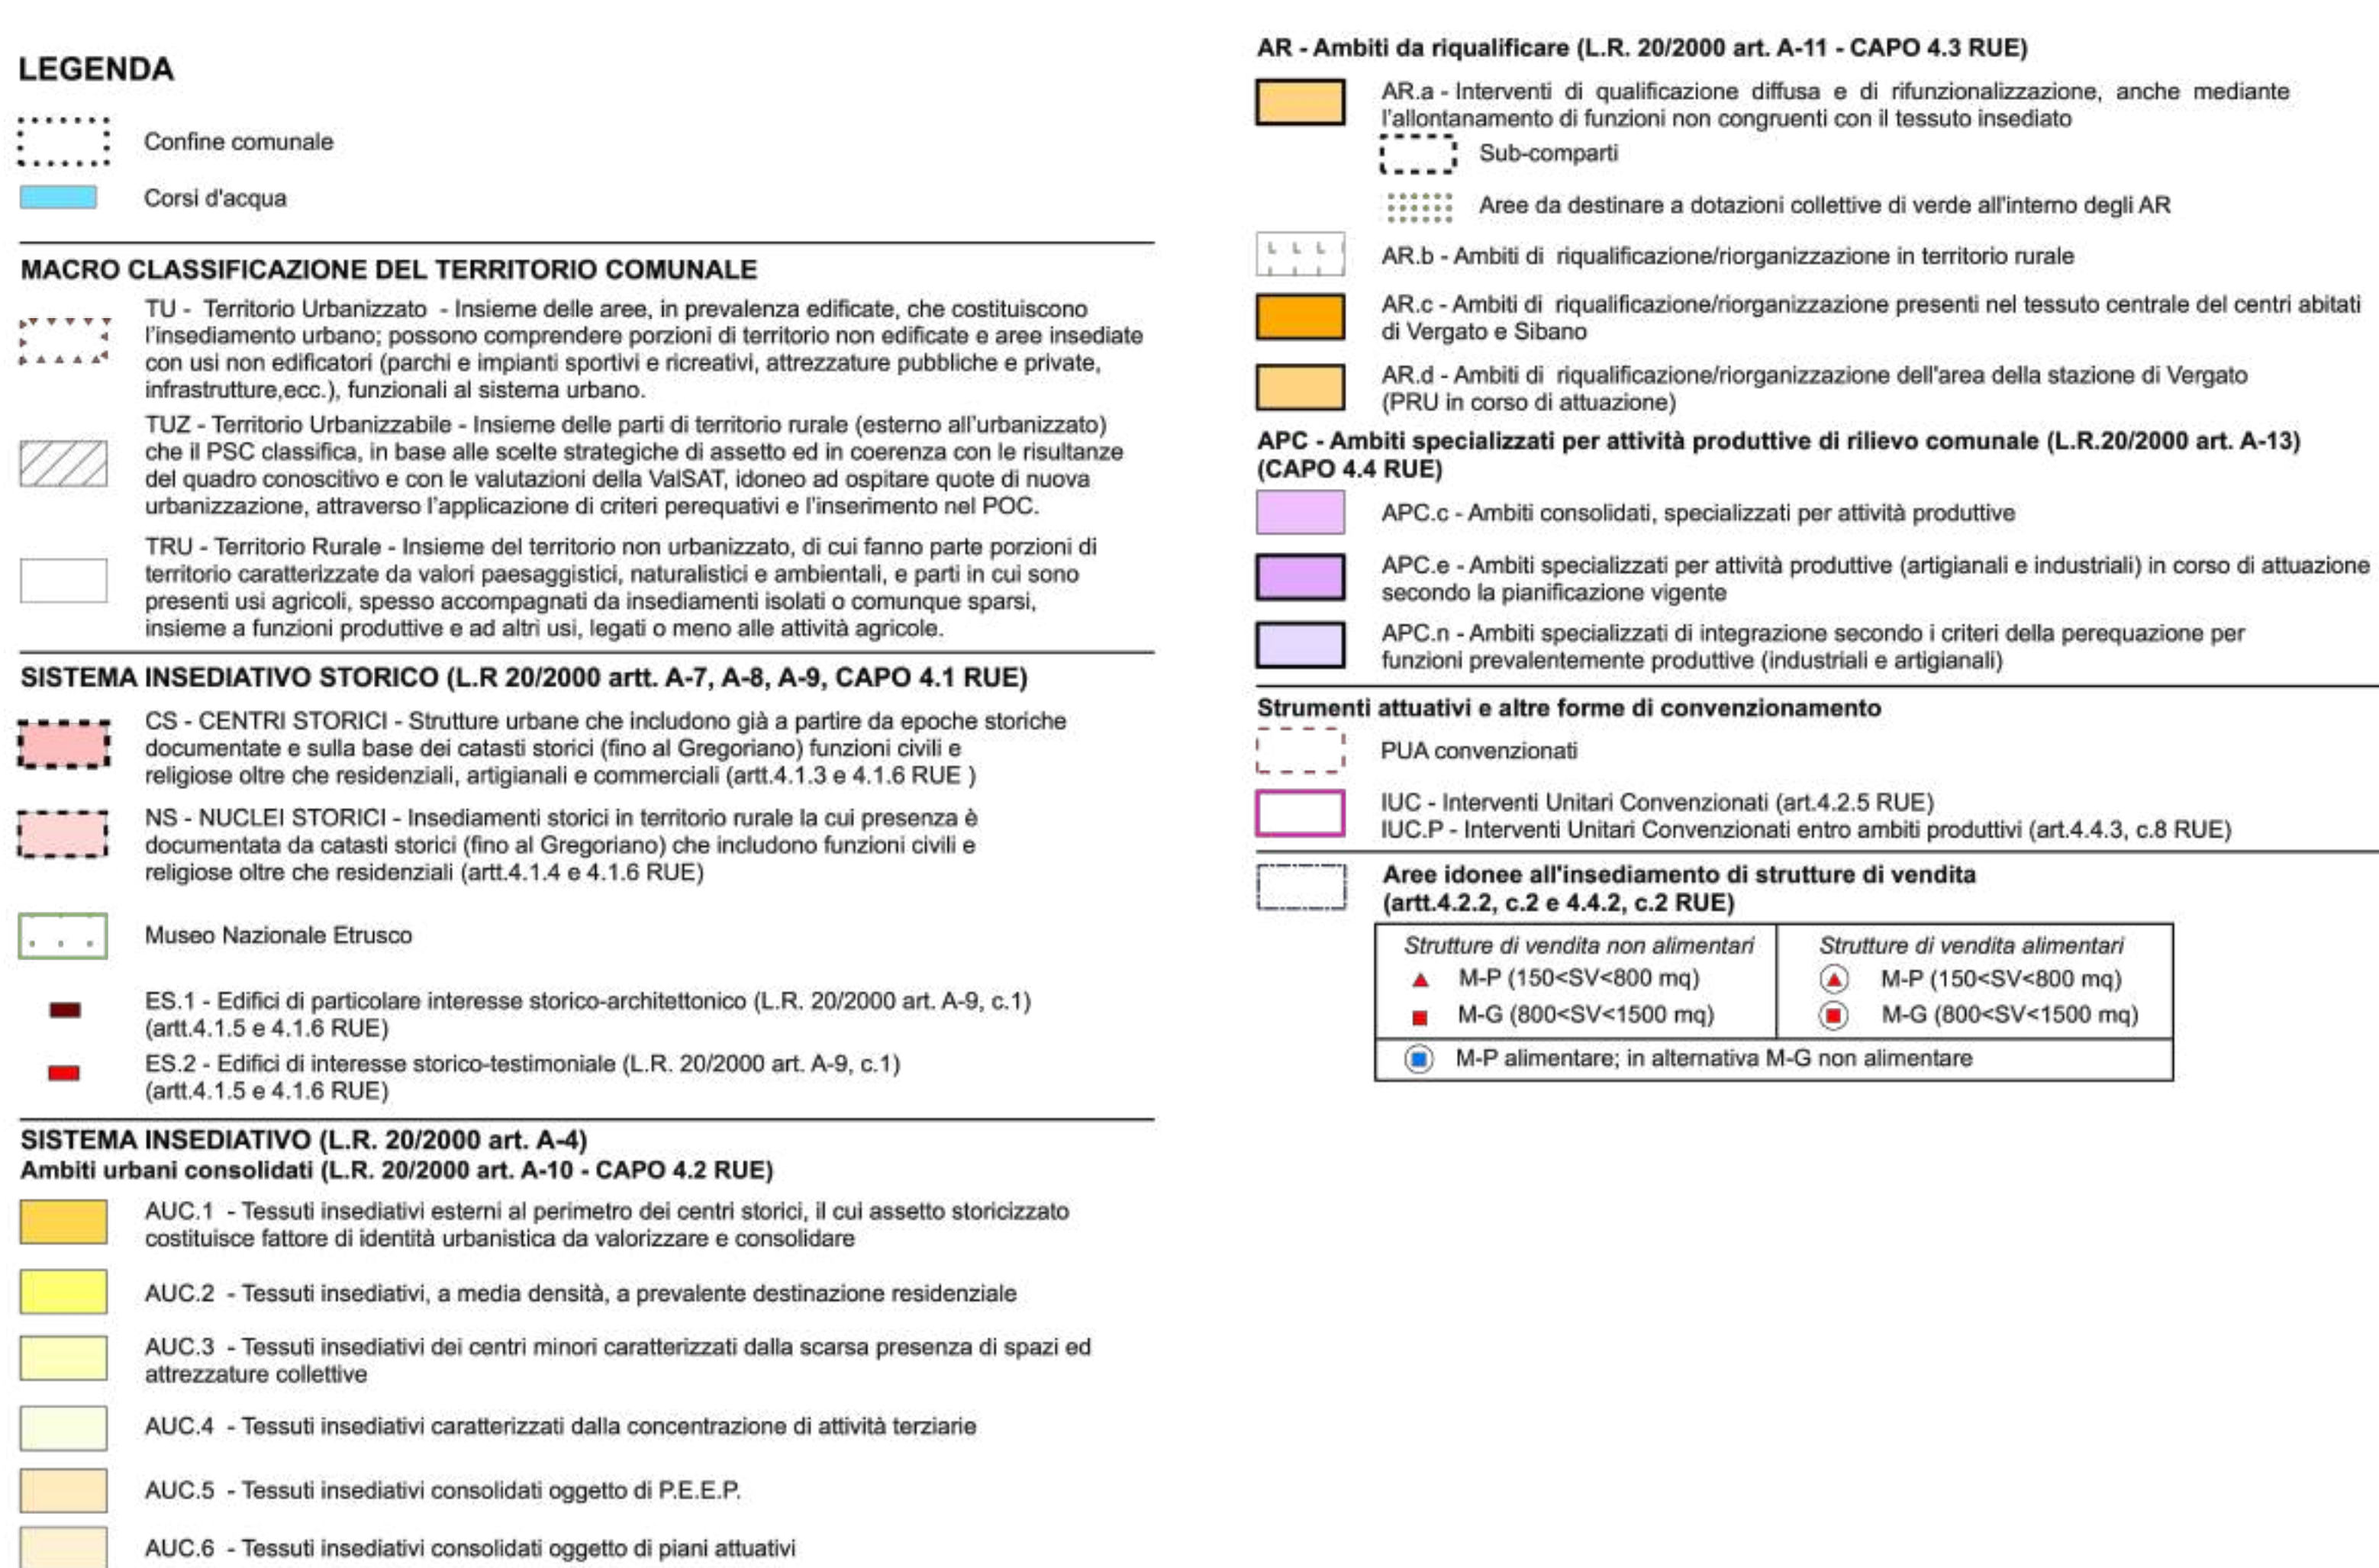 LEGENDA
Confine comunale
Corsi d'acqua
MACRO CLASSIFICAZIONE DEL TERRITORIO COMUNALE
TU - Territorio Urbanizzato - Insieme delle aree, in prevalenza edificate, che costituiscono
l'insediamento urbano; possono comprendere porzioni di territorio non edificate e aree insediate
con usi non edificatori (parchi e impianti sportivi e ricreativi, attrezzature pubbliche e private,
infrastrutture,ecc.), funzionali al sistema urbano.
TUZ - Territorio Urbanizzabile - Insieme delle parti di territorio rurale (esterno all'urbanizzato)
che il PSC classifica, in base alle scelte strategiche di assetto ed in coerenza con le risultanze
del quadro conoscitivo e con le valutazioni della ValSAT, idoneo ad ospitare quote di nuova
urbanizzazione, attraverso l'applicazione di criteri perequativi e l'inserimento nel POC.
TRU - Territorio Rurale - Insieme del territorio non urbanizzato, di cui fanno parte porzioni di
territorio caratterizzate da valori paesaggistici, naturalistici e ambientali, e parti in cui sono
presenti usi agricoli, spesso accompagnati da insediamenti isolati o comunque sparsi,
insieme a funzioni produttive e ad altri usi, legati o meno alle attività agricole.
SISTEMA INSEDIATIVO STORICO (L.R 20/2000 artt. A-7, A-8, A-9, CAPO 4.1 RUE)
CS - CENTRI STORICI - Strutture urbane che includono già a partire da epoche storiche
documentate e sulla base dei catasti storici (fino al Gregoriano) funzioni civili e
religiose oltre che residenziali, artigianali e commerciali (artt.4.1.3 e 4.1.6 RUE )
NS - NUCLEI STORICI - Insediamenti storici in territorio rurale la cui presenza è
documentata da catasti storici (fino al Gregoriano) che includono funzioni civili e
religiose oltre che residenziali (artt.4.1.4 e 4.1.6 RUE)
Museo Nazionale Etrusco
ES.1 - Edifici di particolare interesse storico-architettonico (L.R. 20/2000 art. A-9, c.1)
(artt.4.1.5 e 4.1.6 RUE)
ES.2 - Edifici di interesse storico-testimoniale (L.R. 20/2000 art. A-9, c.1)
(artt.4.1.5 e 4.1.6 RUE)
SISTEMA INSEDIATIVO (L.R. 20/2000 art. A-4)
Ambiti urbani consolidati (L.R. 20/2000 art. A-10 - CAPO 4.2 RUE)
AUC.1 - Tessuti insediativi esterni al perimetro dei centri storici, il cui assetto storicizzato
costituisce fattore di identità urbanistica da valorizzare e consolidare
AUC.2 - Tessuti insediativi, a media densità, a prevalente destinazione residenziale
AUC.3 - Tessuti insediativi dei centri minori caratterizzati dalla scarsa presenza di spazi ed
attrezzature collettive
AUC.4 - Tessuti insediativi caratterizzati dalla concentrazione di attività terziarie
AUC.5 - Tessuti insediativi consolidati oggetto di P.E.E.P.
AUC.6 - Tessuti insediativi consolidati oggetto di piani attuativi
AR - Ambiti da riqualificare (L.R. 20/2000 art. A-11 - CAPO 4.3 RUE)
AR.a - Interventi di qualificazione diffusa e di rifunzionalizzazione, anche mediante
l'allontanamento di funzioni non congruenti con il tessuto insediato
Sub-comparti
Aree da destinare a dotazioni collettive di verde all'interno degli AR
AR.b - Ambiti di riqualificazione/riorganizzazione in territorio rurale
AR.c - Ambiti di riqualificazione/riorganizzazione presenti nel tessuto centrale del centri abitati
di Vergato e Sibano
AR.d - Ambiti di riqualificazione/riorganizzazione dell'area della stazione di Vergato
(PRU in corso di attuazione)
APC - Ambiti specializzati per attività produttive di rilievo comunale (L.R.20/2000 art. A-13)
(CAPO 4.4 RUE)
APC.c - Ambiti consolidati, specializzati per attività produttive
APC.e - Ambiti specializzati per attività produttive (artigianali e industriali) in corso di attuazione
secondo la pianificazione vigente
APC.n - Ambiti specializzati di integrazione secondo i criteri della perequazione per
funzioni prevalentemente produttive (industriali e artigianali)
Strumenti attuativi e altre forme di convenzionamento
PUA convenzionati
IUC - Interventi Unitari Convenzionati (art.4.2.5 RUE)
IUC.P - Interventi Unitari Convenzionati entro ambiti produttivi (art.4.4.3, c.8 RUE)
Aree idonee all'insediamento di strutture di vendita
(artt.4.2.2, c.2 e 4.4.2, c.2 RUE)
Strutture di vendita non alimentari
M-P (150<SV<800 mq)
M-G (800<SV<1500 mq)
Strutture di vendita alimentari
M-P (150<SV<800 mq)
M-G (800<SV<1500 mq)
M-P alimentare; in alternativa M-G non alimentare